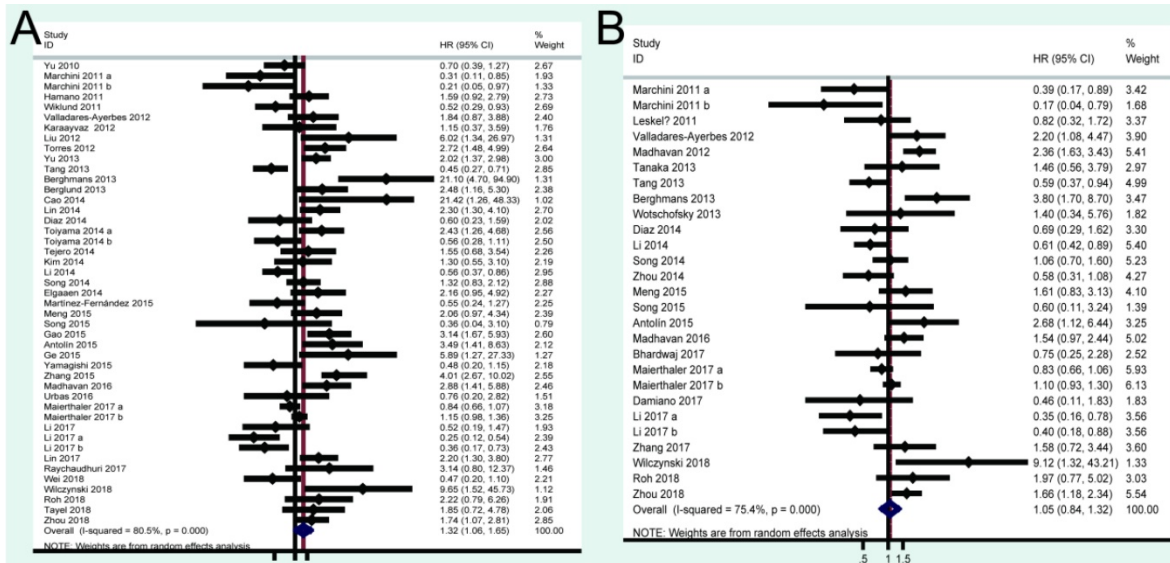 A
Study %
ID HR (95% CI) Weight
Yu 2010 0.70 (0.39, 1.27) 2.67
Marchini 2011 a 0.31 (0.11, 0.85) 1.93
Marchini 2011 b 0.21 (0.05, 0.97) 1.33
Hamano 2011 1.59 (0.92, 2.79) 2.73
Wiklund 2011 0.52 (0.29, 0.93) 2.69
Valladares-Ayerbes 2012 1.84 (0.87, 3.88) 2.40
Karaayvaz 2012 1.15 (0.37, 3.59) 1.76
Liu 2012 6.02 (1.34, 26.97) 1.31
Torres 2012 2.72 (1.48, 4.99) 2.64
Yu 2013 2.02 (1.37, 2.98) 3.00
Tang 2013 0.45 (0.27, 0.71) 2.85
Berghmans 2013 21.10 (4.70, 94.90) 1.31
Berglund 2013 2.48 (1.16, 5.30) 2.38
Cao 2014 21.42 (1.26, 48.33) 1.02
Lin 2014 2.30 (1.30, 4.10) 2.70
Diaz 2014 0.60 (0.23, 1.59) 2.02
Toiyama 2014 a 2.43 (1.26, 4.68) 2.56
Toiyama 2014 b 0.56 (0.28, 1.11) 2.50
Tejero 2014 1.55 (0.68, 3.54) 2.26
Kim 2014 1.30 (0.55, 3.10) 2.19
Li 2014 0.56 (0.37, 0.86) 2.95
Song 2014 1.32 (0.83, 2.12) 2.88
Elgaaen 2014 2.16 (0.95, 4.92) 2.27
Martinez-Fernández 2015 0.55 (0.24, 1.27) 2.25
Meng 2015 2.06 (0.97, 4.34) 2.39
Song 2015 0.36 (0.04, 3.10) 0.79
Gao 2015 3.14 (1.67, 5.93) 2.60
Antolín 2015 3.49 (1.41, 8.63) 2.12
Ge 2015 5.89 (1.27, 27.33) 1.27
Yamagishi 2015 0.48 (0.20, 1.15) 2.18
Zhang 2015 4.01 (2.67, 10.02) 2.55
Madhavan 2016 2.88 (1.41, 5.88) 2.46
Urbas 2016 0.76 (0.20, 2.82) 1.51
Maierthaler 2017 a 0.84 (0.66, 1.07) 3.18
Maierthaler 2017 b 1.15 (0.98, 1.36) 3.25
Li 2017 0.52 (0.19, 1.47) 1.93
Li 2017 a 0.25 (0.12, 0.54) 2.39
Li 2017 b 0.36 (0.17, 0.73) 2.43
Lin 2017 2.20 (1.30, 3.80) 2.77
Raychaudhuri 2017 3.14 (0.80, 12.37) 1.46
Wei 2018 0.47 (0.20, 1.10) 2.21
Wilczynski 2018 9.65 (1.52, 45.73) 1.12
Roh 2018 2.22 (0.79, 6.26) 1.91
Tayel 2018 1.85 (0.72, 4.78) 2.06
Zhou 2018 1.74 (1.07, 2.81) 2.85
Overall (I-squared = 80.5%, p = 0.000) 1.32 (1.06, 1.65) 100.00
NOTE: Weights are from random effects analysis
B
Study %
ID HR (95% CI) Weight
Marchini 2011 a 0.39 (0.17, 0.89) 3.42
Marchini 2011 b 0.17 (0.04, 0.79) 1.68
Leskel? 2011 0.82 (0.32, 1.72) 3.37
Valladares-Ayerbes 2012 2.20 (1.08, 4.47) 3.90
Madhavan 2012 2.36 (1.63, 3.43) 5.41
Tanaka 2013 1.46 (0.56, 3.79) 2.97
Tang 2013 0.59 (0.37, 0.94) 4.99
Berghmans 2013 3.80 (1.70, 8.70) 3.47
Wotschofsky 2013 1.40 (0.34, 5.76) 1.82
Diaz 2014 0.69 (0.29, 1.62) 3.30
Li 2014 0.61 (0.42, 0.89) 5.40
Song 2014 1.06 (0.70, 1.60) 5.23
Zhou 2014 0.58 (0.31, 1.08) 4.27
Meng 2015 1.61 (0.83, 3.13) 4.10
Song 2015 0.60 (0.11, 3.24) 1.39
Antolín 2015 2.68 (1.12, 6.44) 3.25
Madhavan 2016 1.54 (0.97, 2.44) 5.02
Bhardwaj 2017 0.75 (0.25, 2.28) 2.52
Maierthaler 2017 a 0.83 (0.66, 1.06) 5.93
Maierthaler 2017 b 1.10 (0.93, 1.30) 6.13
Damiano 2017 0.46 (0.11, 1.83) 1.83
Li 2017 a 0.35 (0.16, 0.78) 3.56
Li 2017 b 0.40 (0.18, 0.88) 3.56
Zhang 2017 1.58 (0.72, 3.44) 3.60
Wilczynski 2018 9.12 (1.32, 43.21) 1.33
Roh 2018 1.97 (0.77, 5.02) 3.03
Zhou 2018 1.66 (1.18, 2.34) 5.54
Overall (I-squared = 75.4%, p = 0.000) 1.05 (0.84, 1.32) 100.00
NOTE: Weights are from random effects analysis
.5 1 1.5